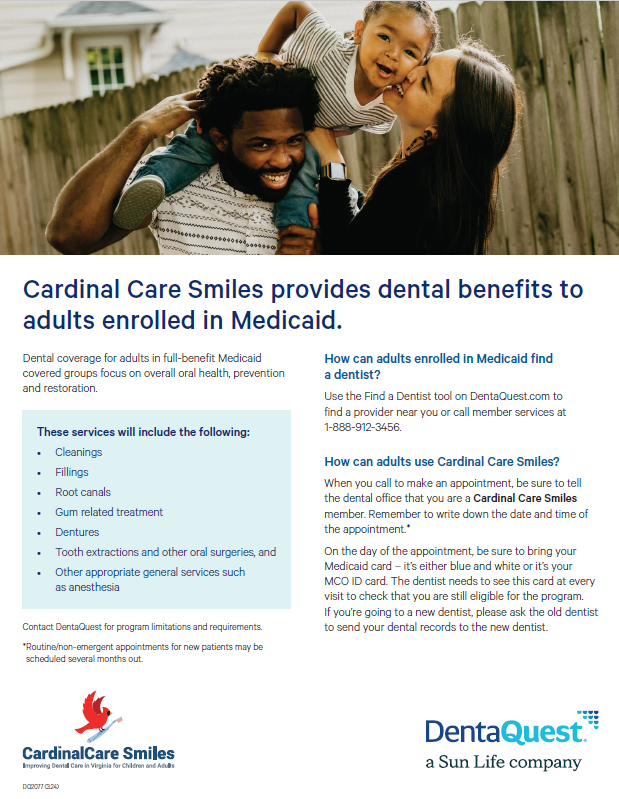 Cardinal Care Smiles provides dental benefits to
adults enrolled in Medicaid.
Dental coverage for adults in full-benefit Medicaid
covered groups focus on overall oral health, prevention
and restoration.
These services will include the following:
• Cleanings
• Fillings
• Root canals
• Gum related treatment
• Dentures
• Tooth extractions and other oral surgeries, and
• Other appropriate general services such
as anesthesia
Contact DentaQuest for program limitations and requirements.
*Routine/non-emergent appointments for new patients may be
scheduled several months out.
How can adults enrolled in Medicaid find
a dentist?
Use the Find a Dentist tool on DentaQuest.com to
find a provider near you or call member services at
1-888-912-3456.
How can adults use Cardinal Care Smiles?
When you call to make an appointment, be sure to tell
the dental office that you are a Cardinal Care Smiles
member. Remember to write down the date and time of
the appointment.*
On the day of the appointment, be sure to bring your
Medicaid card – it's either blue and white or it's your
MCO ID card. The dentist needs to see this card at every
visit to check that you are still eligible for the program.
If you're going to a new dentist, please ask the old dentist
to send your dental records to the new dentist.
CardinalCare Smiles
Improving Dental Care in Virginia for Children and Adults
DentaQuest
a Sun Life company
DQ2077 (3.24)